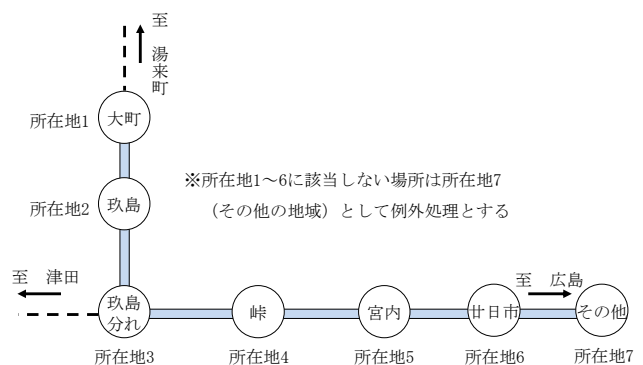 至
湯来町
所在地1
大町
所在地2
玖島
※所在地1～6に該当しない場所は所在地7
（その他の地域）として例外処理とする
至 津田
至 広島
玖島
分れ
峠
宮内
廿日市
その他
所在地3
所在地4
所在地5
所在地6
所在地7